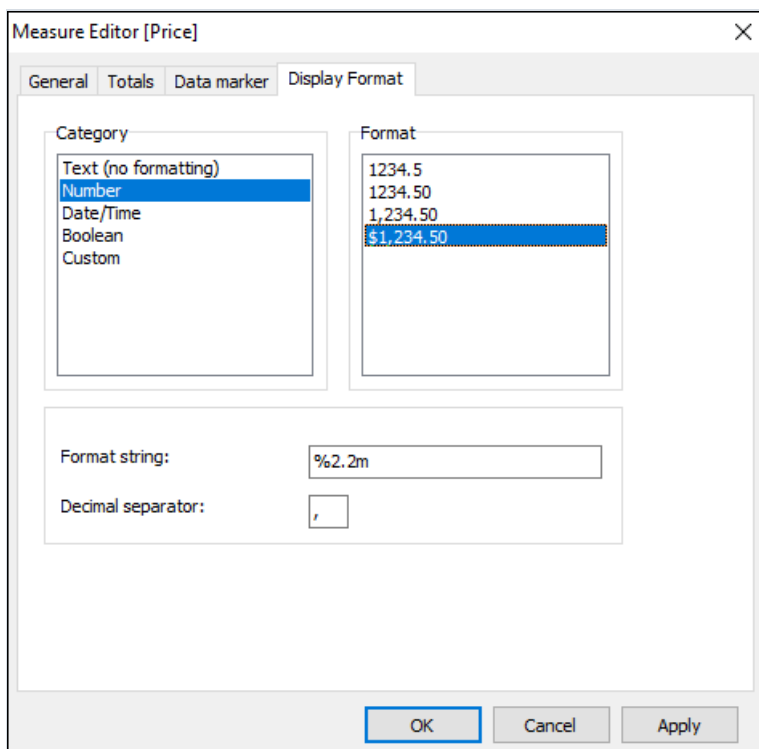 Measure Editor [Price]
General Totals Data marker Display Format
Category
Text (no formatting)
Number
Date/Time
Boolean
Custom
Format
1234.5
1234.50
1,234.50
$1,234.50
Format string: %2.2m
Decimal separator: ,
OK Cancel Apply